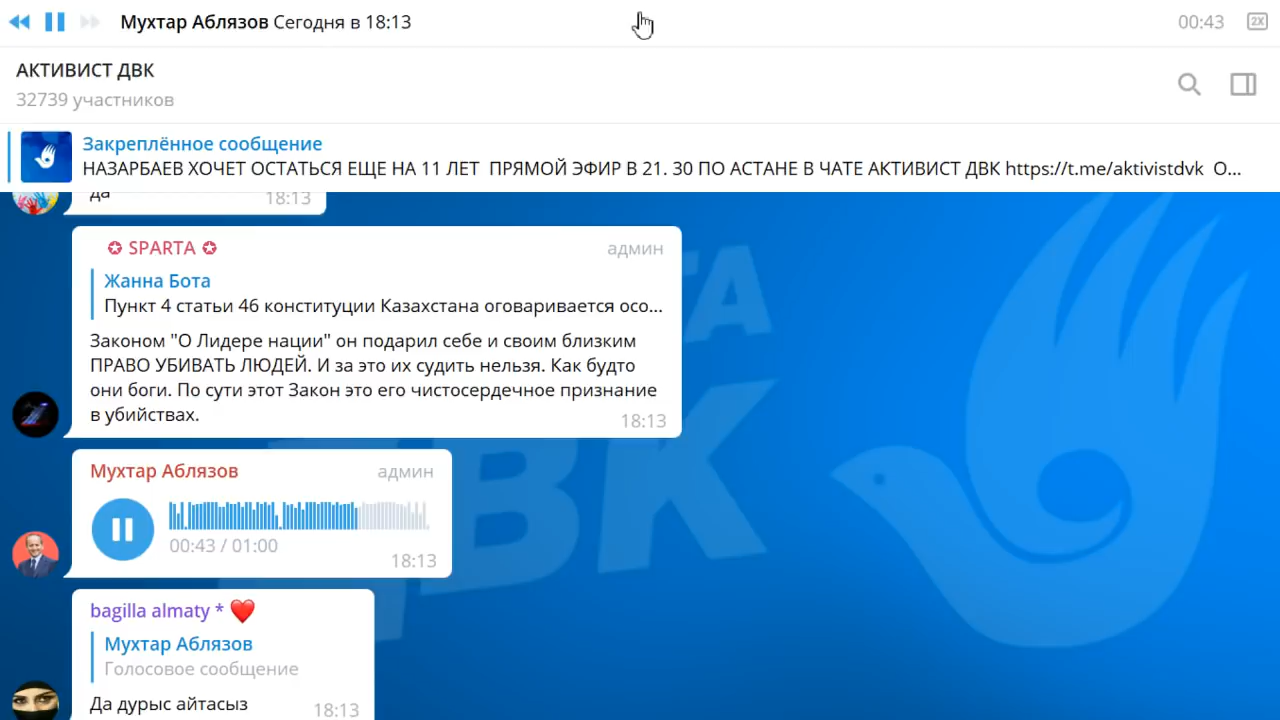 Мухтар Аблязов Сегодня в 18:13
00:43
2X
АКТИВИСТ ДВК
32739 участников
Закреплённое сообщение
НАЗАРБАЕВ ХОЧЕТ ОСТАТЬСЯ ЕЩЕ НА 11 ЛЕТ ПРЯМОЙ ЭФИР В 21. 30 ПО АСТАНЕ В ЧАТЕ АКТИВИСТ ДВК https://t.me/aktivistdvk О...
да
18:13
✪ SPARTA ✪
админ
Жанна Бота
Пункт 4 статьи 46 конституции Казахстана оговаривается осо...
Законом "О Лидере нации" он подарил себе и своим близким
ПРАВО УБИВАТЬ ЛЮДЕЙ. И за это их судить нельзя. Как будто
они боги. По сути этот Закон это его чистосердечное признание
в убийствах.
18:13
Мухтар Аблязов
админ
00:43 / 01:00
18:13
bagilla almaty * ❤️
Мухтар Аблязов
Голосовое сообщение
Да дурыс айтасыз
18:13
ДВК